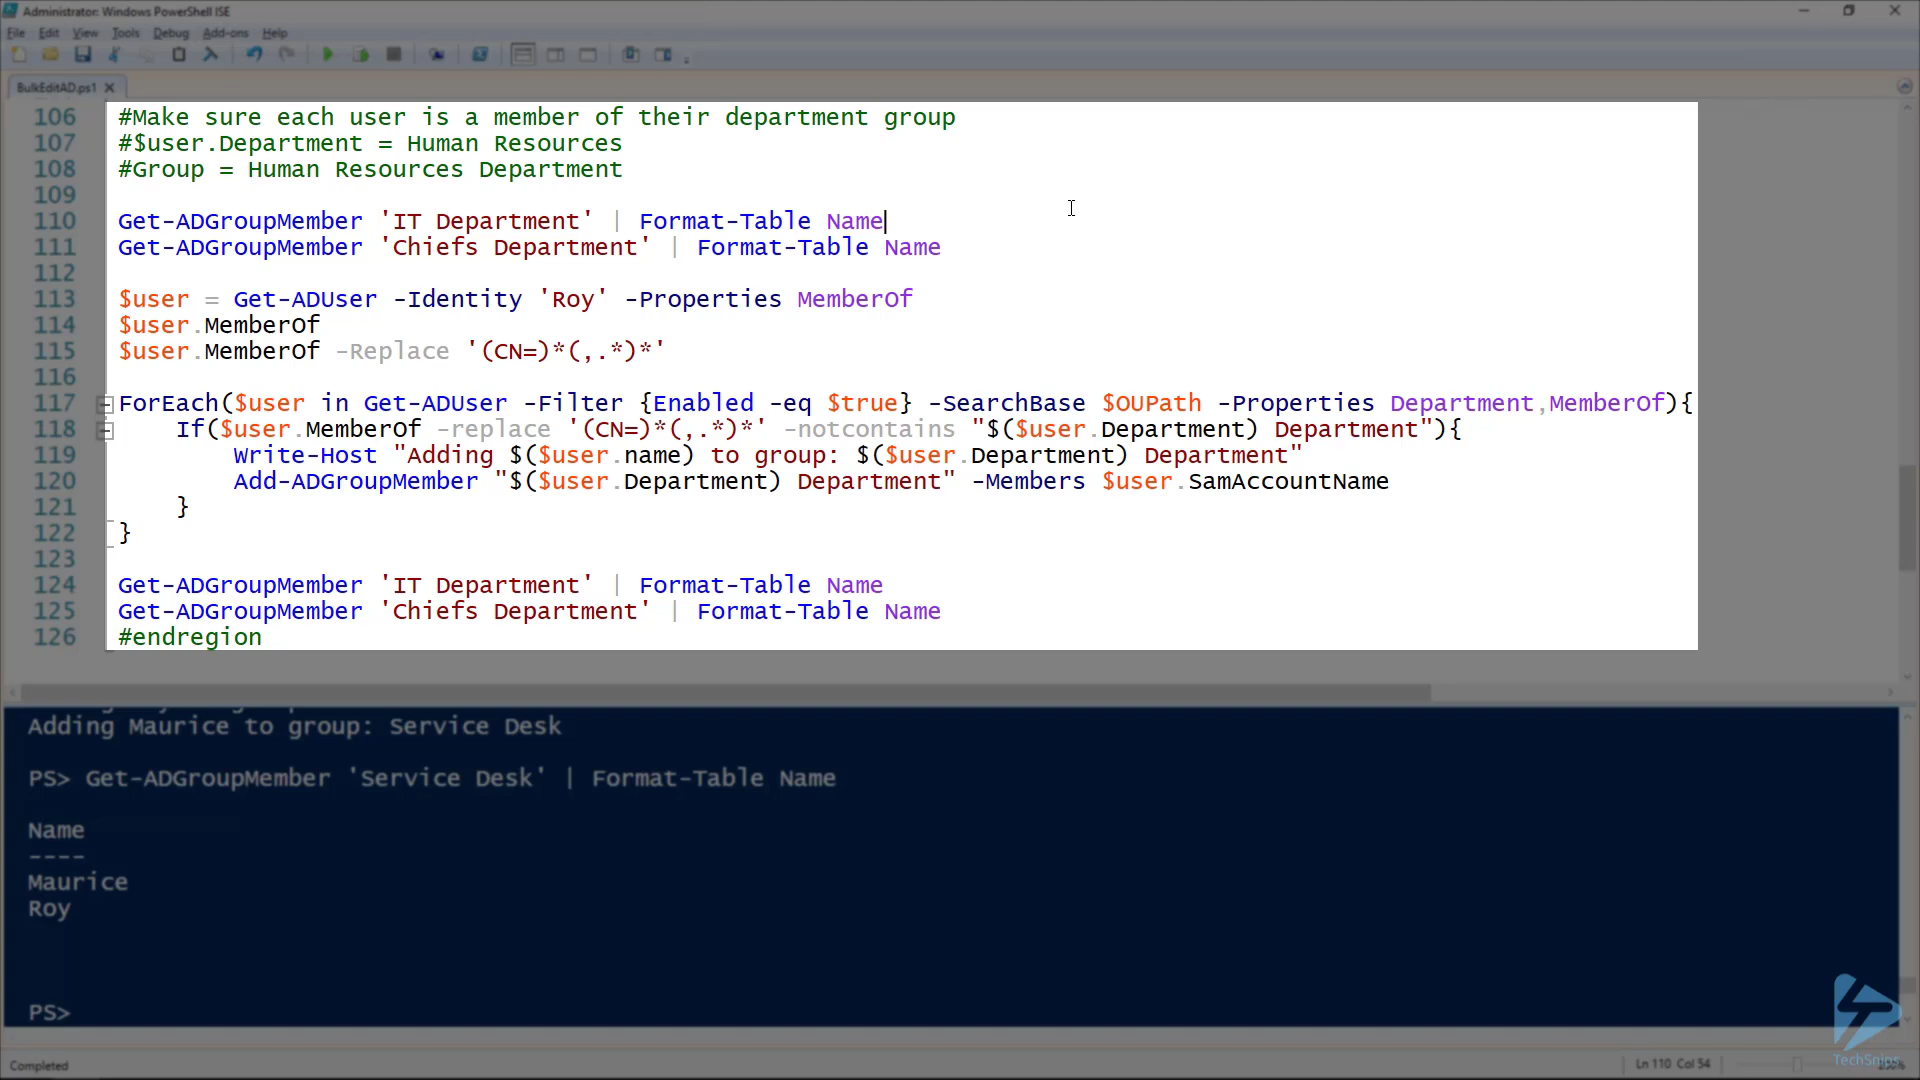 Administrator: Windows PowerShell ISE
File Edit View Tools Debug Add-ons Help
BulkEditAD.ps1
106 #Make sure each user is a member of their department group
107 #$user.Department = Human Resources
108 #Group = Human Resources Department
109
110 Get-ADGroupMember 'IT Department' | Format-Table Name
111 Get-ADGroupMember 'Chiefs Department' | Format-Table Name
112
113 $user = Get-ADUser -Identity 'Roy' -Properties MemberOf
114 $user.MemberOf
115 $user.MemberOf -Replace '(CN=)*(,.*)*'
116
117 ForEach($user in Get-ADUser -Filter {Enabled -eq $true} -SearchBase $OUPath -Properties Department,MemberOf){
118 If($user.MemberOf -replace '(CN=)*(,.*)*' -notcontains "$($user.Department) Department"){
119 Write-Host "Adding $($user.name) to group: $($user.Department) Department"
120 Add-ADGroupMember "$($user.Department) Department" -Members $user.SamAccountName
121 }
122 }
123
124 Get-ADGroupMember 'IT Department' | Format-Table Name
125 Get-ADGroupMember 'Chiefs Department' | Format-Table Name
126 #endregion
Adding Maurice to group: Service Desk
PS> Get-ADGroupMember 'Service Desk' | Format-Table Name
Name
----
Maurice
Roy
PS>
Completed
Ln 110 Col 54
TechSnips